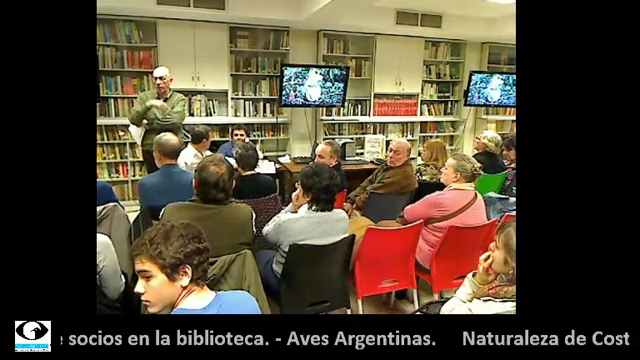 socios en la biblioteca. - Aves Argentinas. Naturaleza de Cost